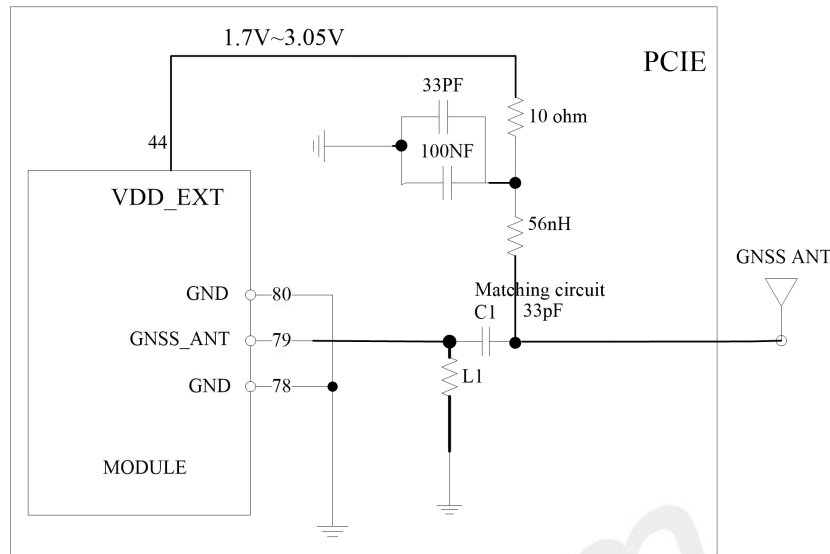 1.7V~3.05V
PCIE
33PF
10 ohm
44
100NF
VDD_EXT
56nH
GNSS ANT
GND
80
Matching circuit
C1
33pF
GNSS_ANT
79
L1
GND
78
MODULE